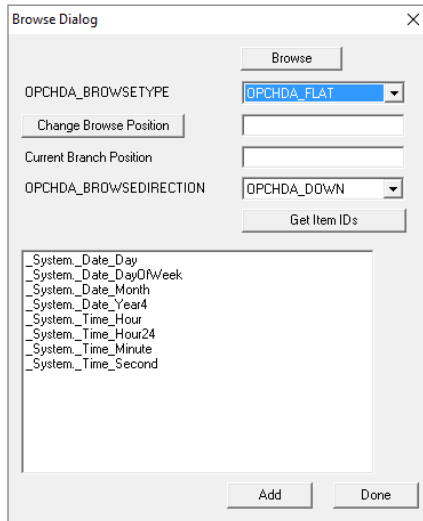 Browse Dialog
Browse
OPCHDA_BROWSETYPE
OPCHDA_FLAT
Change Browse Position
Current Branch Position
OPCHDA_BROWSEDIRECTION
OPCHDA_DOWN
Get Item IDs
_System._Date_Day
_System._Date_DayOfWeek
_System._Date_Month
_System._Date_Year4
_System._Time_Hour
_System._Time_Hour24
_System._Time_Minute
_System._Time_Second
Add
Done